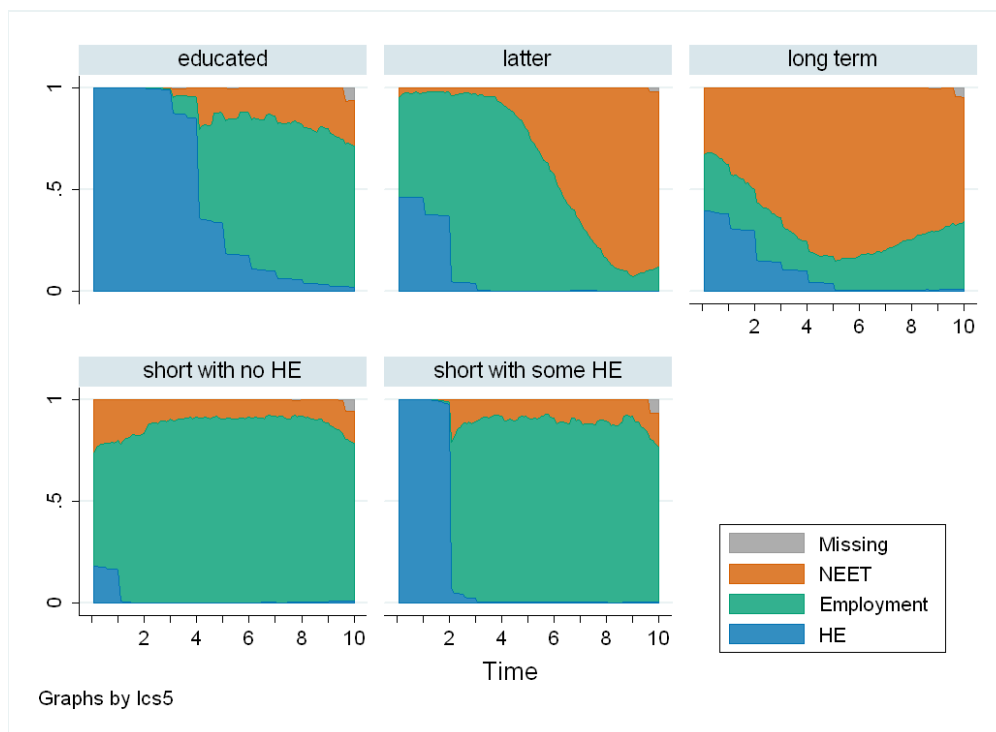 educated
latter
long term
1
.5
0
2 4 6 8 10
short with no HE
short with some HE
1
.5
0
2 4 6 8 10
2 4 6 8 10
Missing
NEET
Employment
HE
Time
Graphs by lcs5